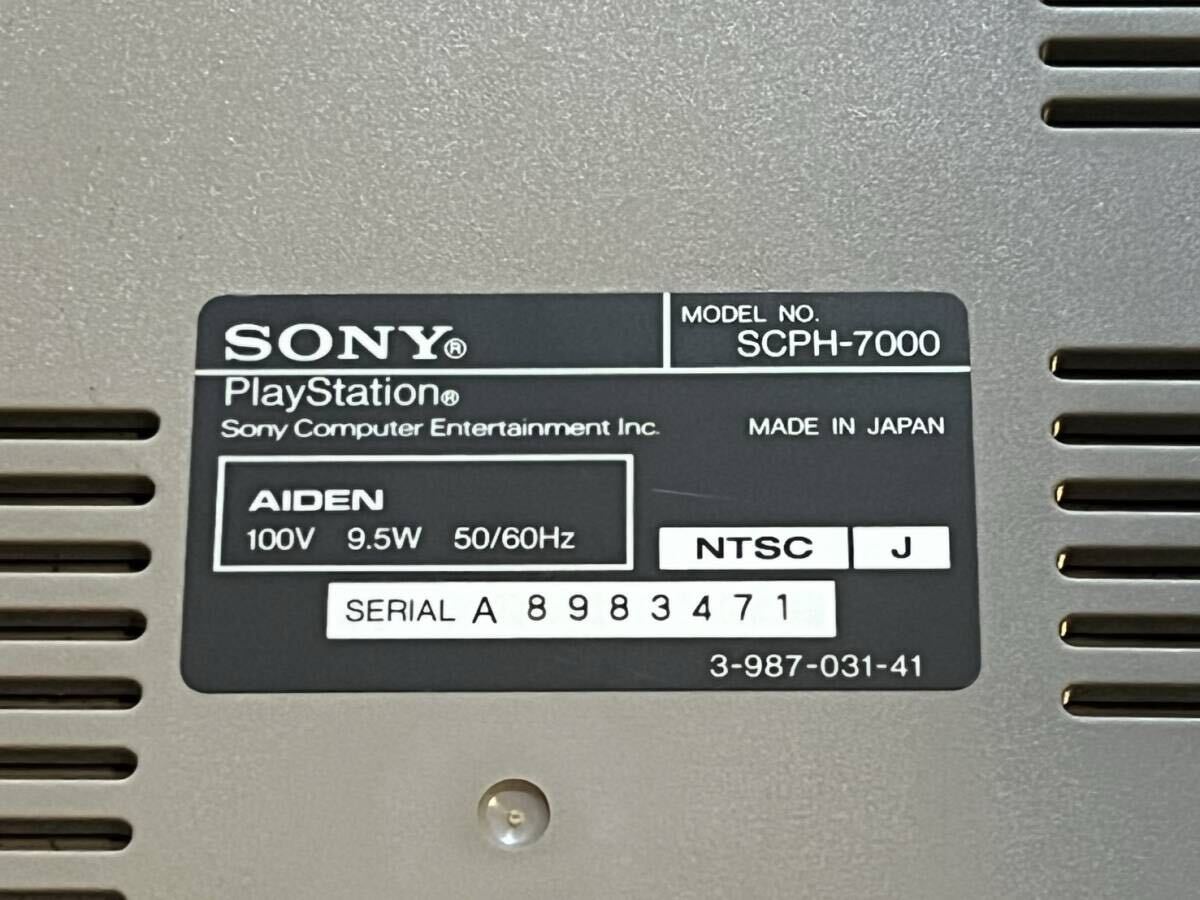 SONY®
MODEL NO.
SCPH-7000
PlayStation®
Sony Computer Entertainment Inc.
MADE IN JAPAN
AIDEN
100V 9.5W 50/60Hz
NTSC J
SERIAL A 8983471
3-987-031-41